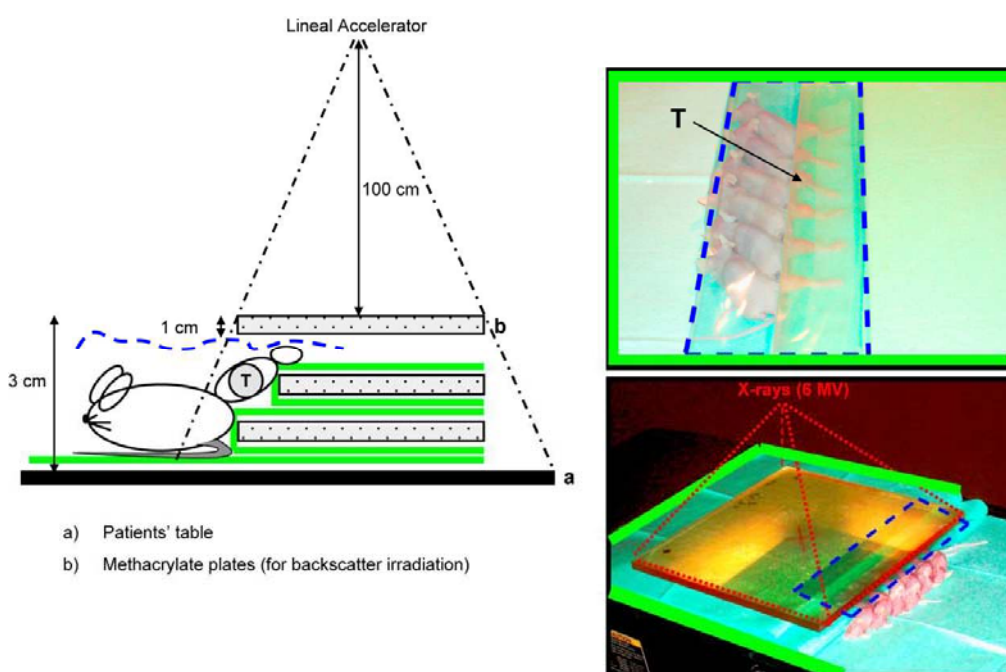 Lineal Accelerator
100 cm
1 cm
b
3 cm
T
a
a) Patients' table
b) Methacrylate plates (for backscatter irradiation)
T
X-rays (6 MV)